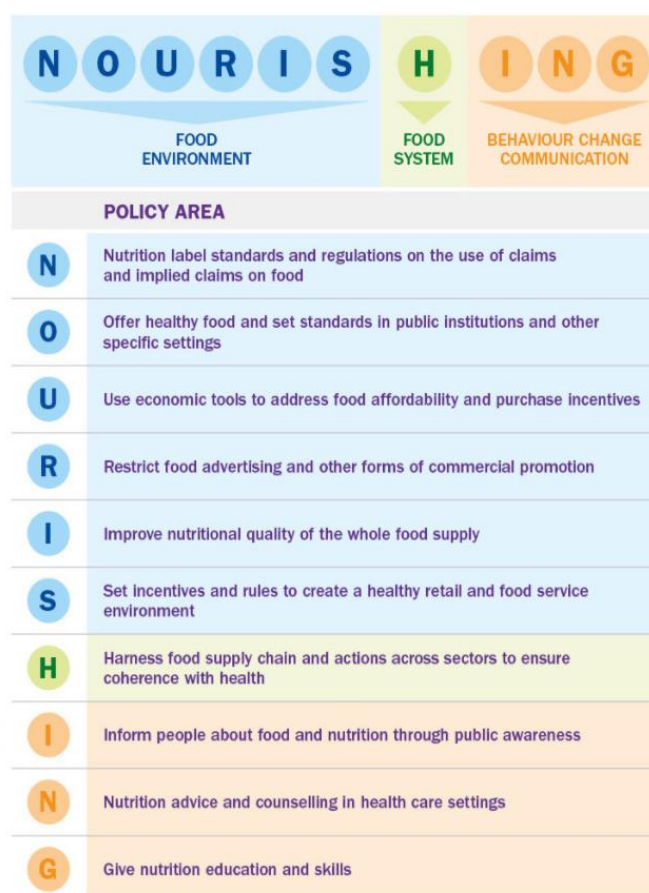 N O U R I S H I N G
FOOD ENVIRONMENT
FOOD SYSTEM
BEHAVIOUR CHANGE COMMUNICATION
POLICY AREA
N Nutrition label standards and regulations on the use of claims
and implied claims on food
O Offer healthy food and set standards in public institutions and other
specific settings
U Use economic tools to address food affordability and purchase incentives
R Restrict food advertising and other forms of commercial promotion
I Improve nutritional quality of the whole food supply
S Set incentives and rules to create a healthy retail and food service
environment
H Harness food supply chain and actions across sectors to ensure
coherence with health
I Inform people about food and nutrition through public awareness
N Nutrition advice and counselling in health care settings
G Give nutrition education and skills